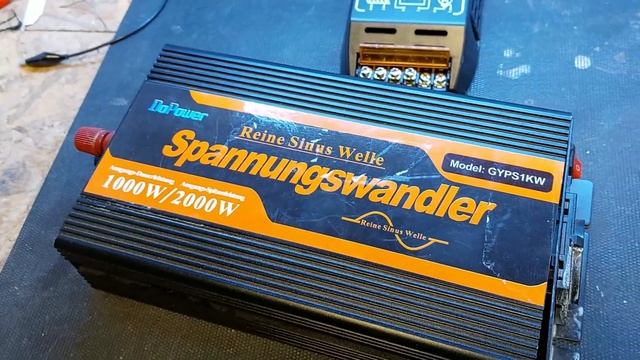 DoPower
Reine Sinus Welle
Spannungswandler
Model: GYPS1KW
1000W/2000W
Reine Sinus Welle